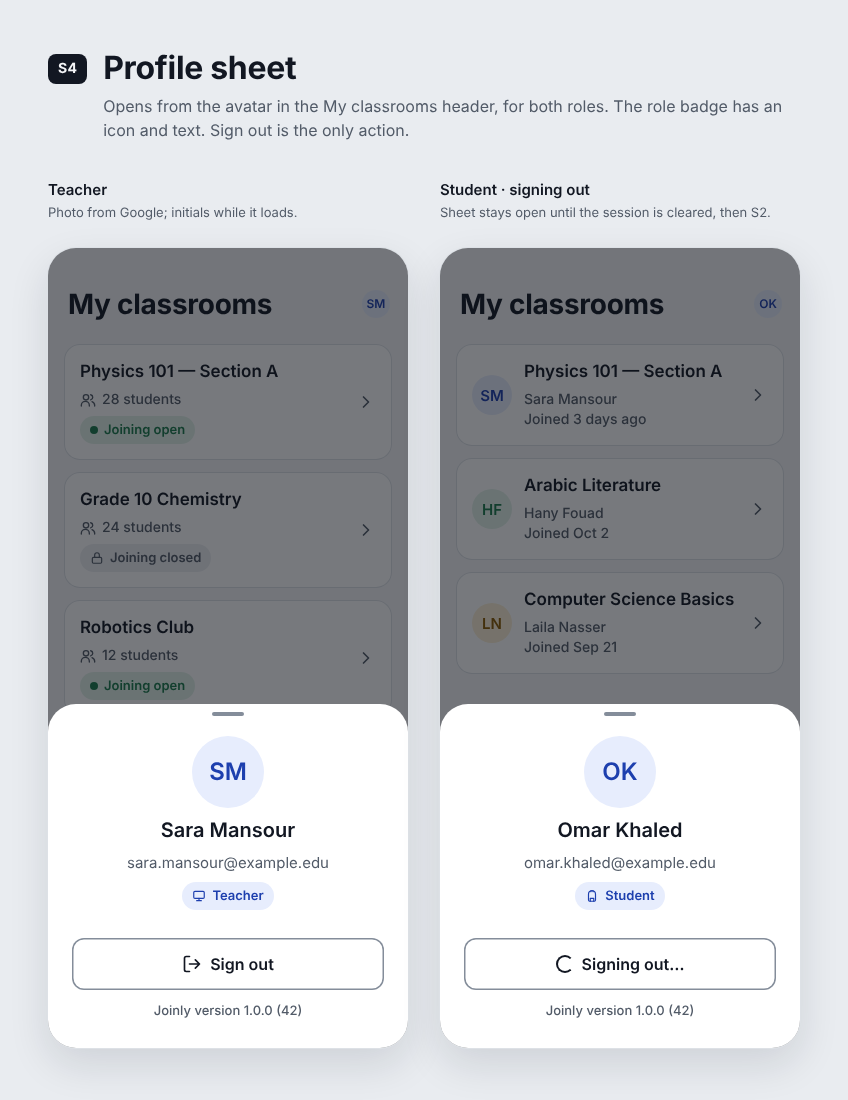 S4
Profile sheet
Opens from the avatar in the My classrooms header, for both roles. The role badge has an
icon and text. Sign out is the only action.
Teacher
Photo from Google; initials while it loads.
My classrooms
SM
Physics 101 — Section A
28 students
Joining open
Grade 10 Chemistry
24 students
Joining closed
Robotics Club
12 students
Joining open
SM
Sara Mansour
sara.mansour@example.edu
Teacher
Sign out
Joinly version 1.0.0 (42)
Student · signing out
Sheet stays open until the session is cleared, then S2.
My classrooms
OK
SM
Physics 101 — Section A
Sara Mansour
Joined 3 days ago
HF
Arabic Literature
Hany Fouad
Joined Oct 2
LN
Computer Science Basics
Laila Nasser
Joined Sep 21
OK
Omar Khaled
omar.khaled@example.edu
Student
Signing out…
Joinly version 1.0.0 (42)